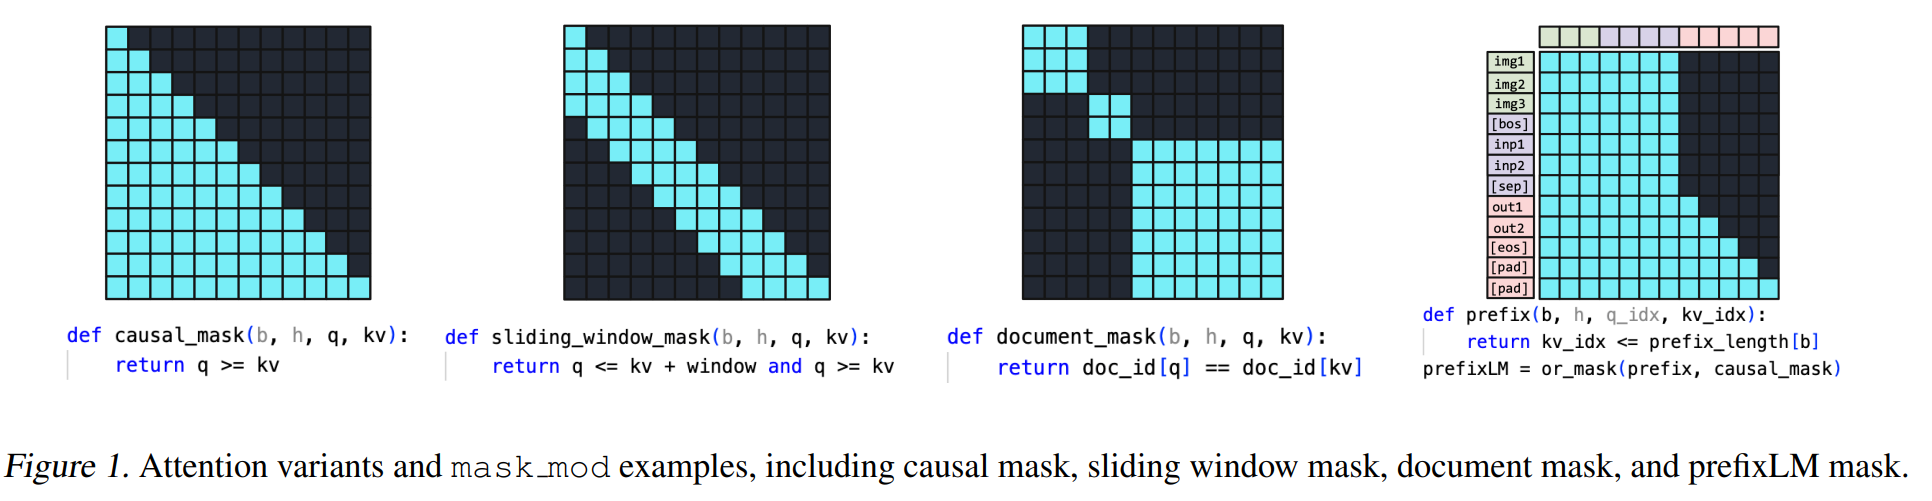 img1
img2
img3
[bos]
inp1
inp2
[sep]
out1
out2
[eos]
[pad]
[pad]
def causal_mask(b, h, q, kv):
return q >= kv
def sliding_window_mask(b, h, q, kv):
return q <= kv + window and q >= kv
def document_mask(b, h, q, kv):
return doc_id[q] == doc_id[kv]
def prefix(b, h, q_idx, kv_idx):
return kv_idx <= prefix_length[b]
prefixLM = or_mask(prefix, causal_mask)
Figure 1. Attention variants and mask_mod examples, including causal mask, sliding window mask, document mask, and prefixLM mask.